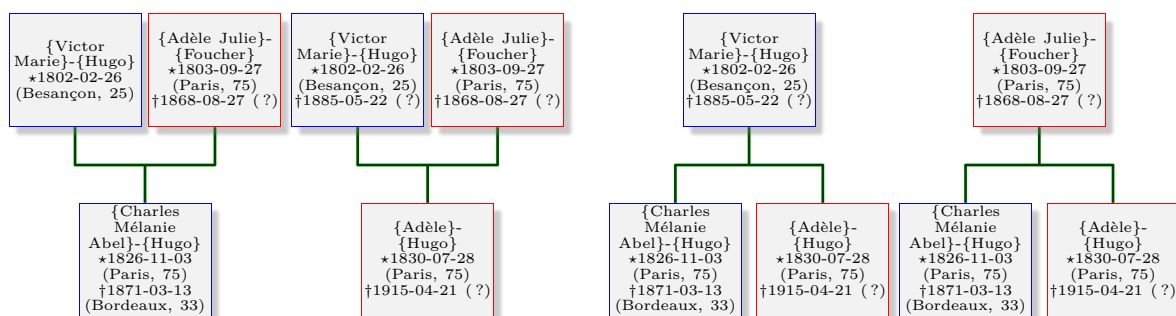 {Victor
Marie}-{Hugo}
⋆1802-02-26
(Besançon, 25)
{Adèle Julie}-
{Foucher}
⋆1803-09-27
(Paris, 75)
†1868-08-27 (?)
{Victor
Marie}-{Hugo}
⋆1802-02-26
(Besançon, 25)
†1885-05-22 (?)
{Adèle Julie}-
{Foucher}
⋆1803-09-27
(Paris, 75)
†1868-08-27 (?)
{Victor
Marie}-{Hugo}
⋆1802-02-26
(Besançon, 25)
†1885-05-22 (?)
{Adèle Julie}-
{Foucher}
⋆1803-09-27
(Paris, 75)
†1868-08-27 (?)
{Charles
Mélanie
Abel}-{Hugo}
⋆1826-11-03
(Paris, 75)
†1871-03-13
(Bordeaux, 33)
{Adèle}-
{Hugo}
⋆1830-07-28
(Paris, 75)
†1915-04-21 (?)
{Charles
Mélanie
Abel}-{Hugo}
⋆1826-11-03
(Paris, 75)
†1871-03-13
(Bordeaux, 33)
{Adèle}-
{Hugo}
⋆1830-07-28
(Paris, 75)
†1915-04-21 (?)
{Charles
Mélanie
Abel}-{Hugo}
⋆1826-11-03
(Paris, 75)
†1871-03-13
(Bordeaux, 33)
{Adèle}-
{Hugo}
⋆1830-07-28
(Paris, 75)
†1915-04-21 (?)